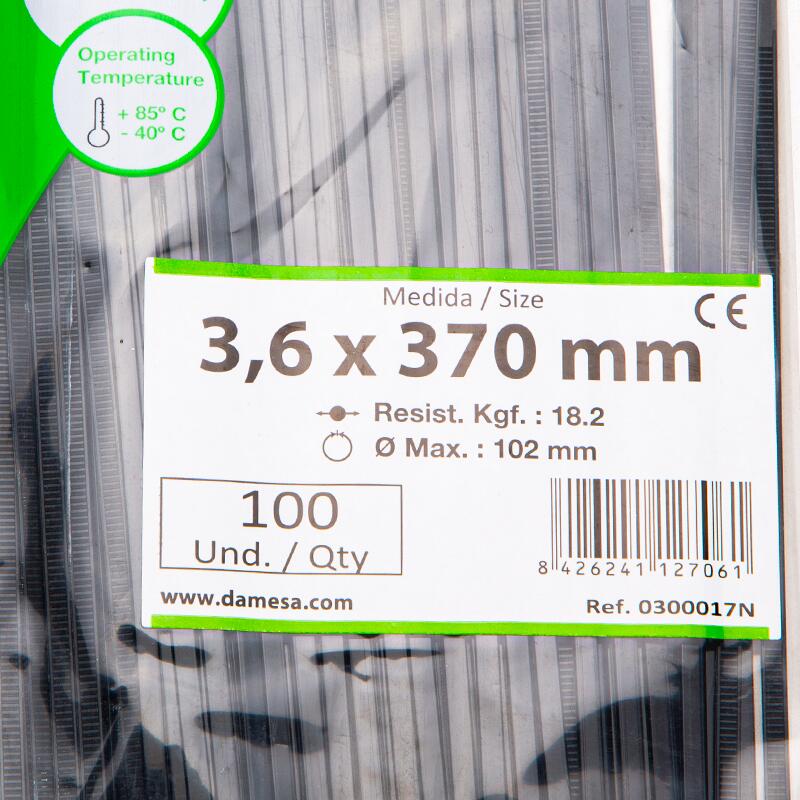 Operating
Temperature
+ 85º C
- 40º C
Medida / Size
CE
3,6 x 370 mm
Resist. Kgf. : 18.2
Ø Max. : 102 mm
100
Und. / Qty
8 426241 127061
www.damesa.com
Ref. 0300017N